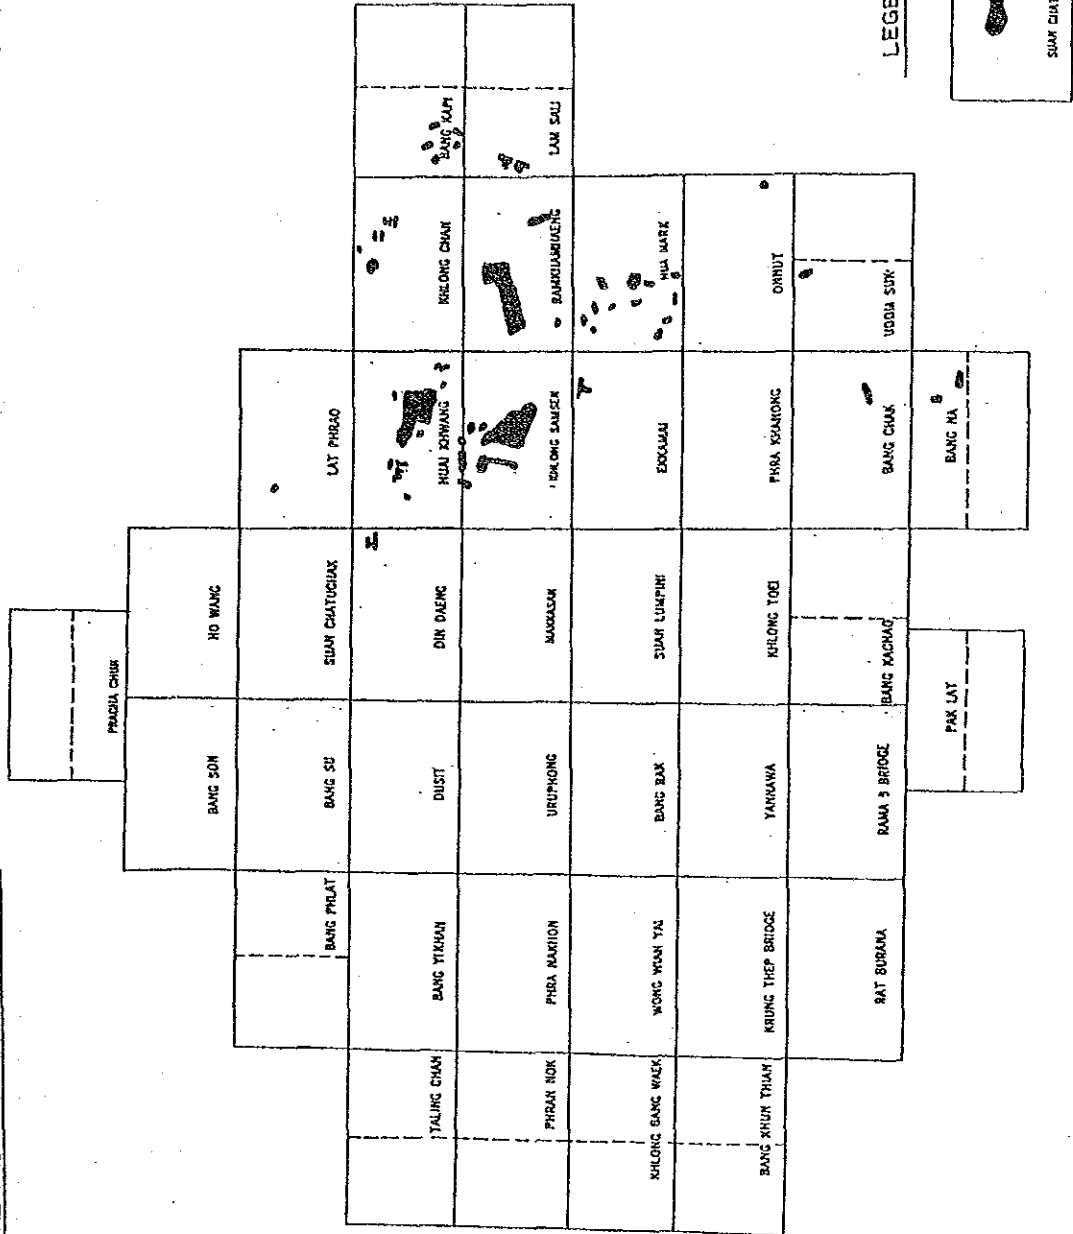 LEGE
SUAN CHAT
PRACHA CHUN
BANG SON
HO WANG
BANG PHLAT
BANG SU
SUAN CHATUCHAK
LAT PHRAO
TALING CHAN
BANG YIKHAN
DUSIT
DIN DAENG
HUAI KHWANG
KHLONG CHAN
BANG KAPI
PHRAN NOK
PHRA NAKHON
URUPHONG
MAKKASAN
KHLONG SAMSEN
RAMKHAMHAENG
LAM SALI
KHLONG BANG WAEK
WONG WIAN YAI
BANG RAK
SUAN LUMPINI
EKKAMAI
HUA MARK
BANG KHUN THIAN
KRUNG THEP BRIDGE
YANNAWA
KHLONG TOEI
PHRA KHANONG
ONNUT
RAT BURANA
RAMA 9 BRIDGE
BANG KACHAO
BANG CHAK
UDOM SUK
PAK LAT
BANG NA